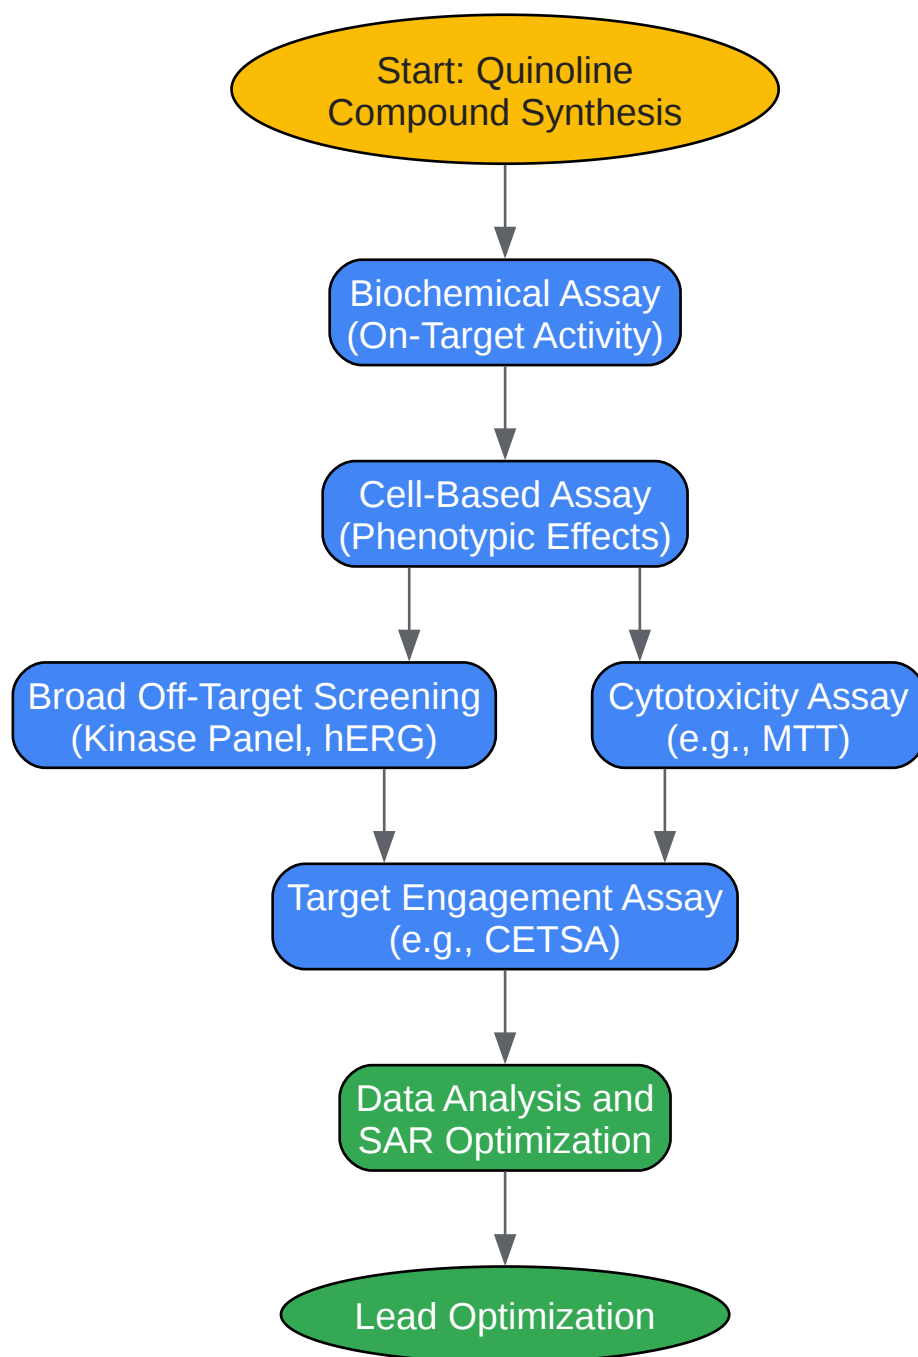 Start: Quinoline
Compound Synthesis
Biochemical Assay
(On-Target Activity)
Cell-Based Assay
(Phenotypic Effects)
Broad Off-Target Screening
(Kinase Panel, hERG)
Cytotoxicity Assay
(e.g., MTT)
Target Engagement Assay
(e.g., CETSA)
Data Analysis and
SAR Optimization
Lead Optimization